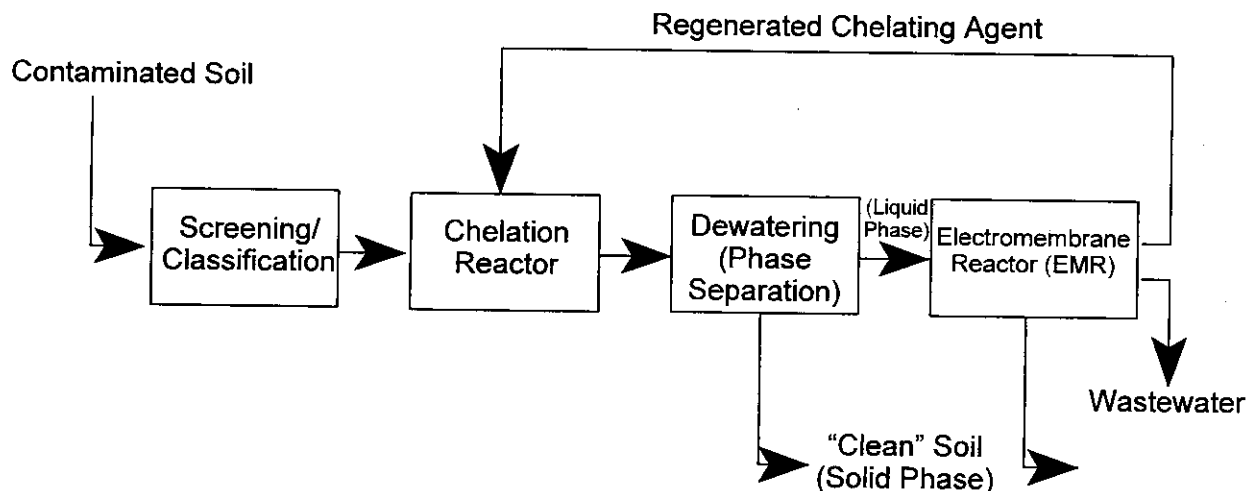 Regenerated Chelating Agent
Contaminated Soil
Screening/
Classification
Chelation
Reactor
Dewatering
(Phase
Separation)
(Liquid
Phase)
Electromembrane
Reactor (EMR)
Wastewater
“Clean” Soil
(Solid Phase)